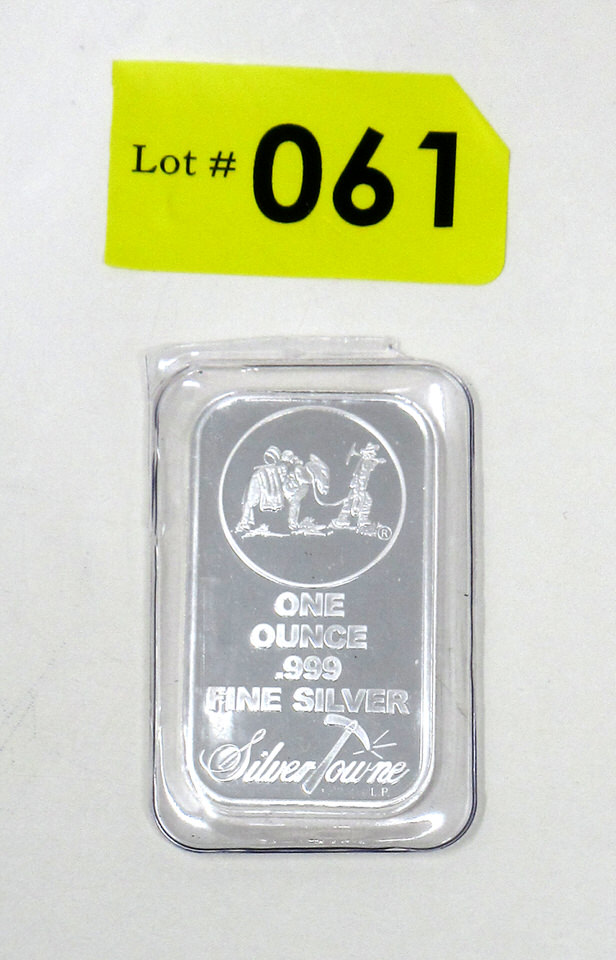 Lot # 061
®
ONE
OUNCE
.999
FINE SILVER
SilverTowne
L.P.